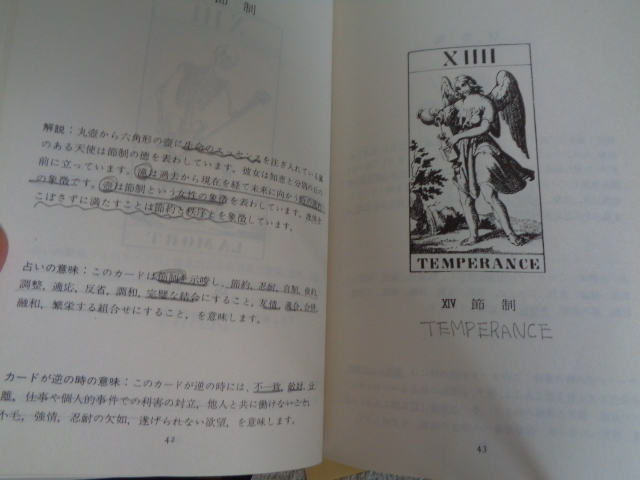 節 制
解説：丸壺から六角形の壺に生命のエッセンスを注ぎ入れている翼
のある天使は節制の徳を表わしています。彼女は知恵と分別の丘の
前に立っています。流は過去から現在を経て未来に向かう時の流れ
の象徴です。壺は節制という女性の象徴を表わしています。液体を
こぼさずに満たすことは節約と秩序を象徴しています。
占いの意味：このカードは節制を示唆し、節約，忍耐，自制，倹約，
調整，適応，反省，調和，完璧な結合にすること，友情，適合，合併，
融和，繁栄する組合せにすること，を意味します。
カードが逆の時の意味：このカードが逆の時には，不一致，敵対，分
離，仕事や個人的事件での利害の対立，他人と共に働けないこと，
不毛，強情，忍耐の欠如，遂げられない欲望，を意味します。
42
XIIII
TEMPERANCE
XIV 節 制
TEMPERANCE
43
LAMORT